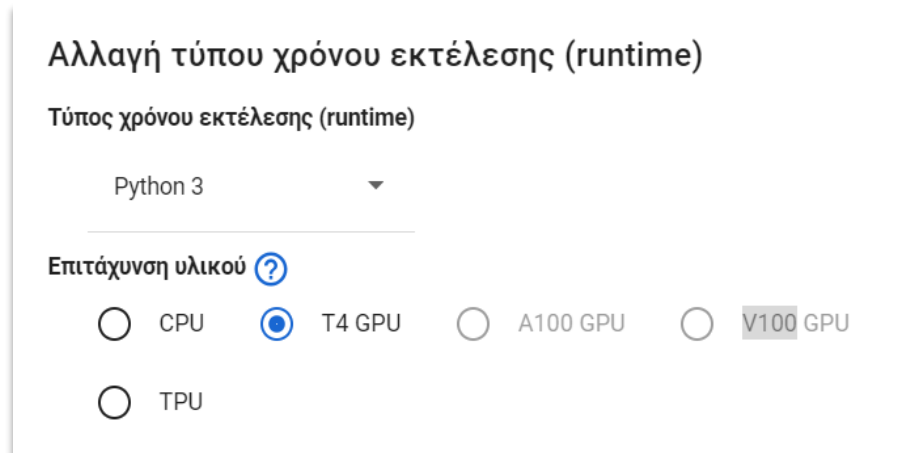 Αλλαγή τύπου χρόνου εκτέλεσης (runtime)
Τύπος χρόνου εκτέλεσης (runtime)
Python 3
Επιτάχυνση υλικού ?
CPU T4 GPU A100 GPU V100 GPU
TPU